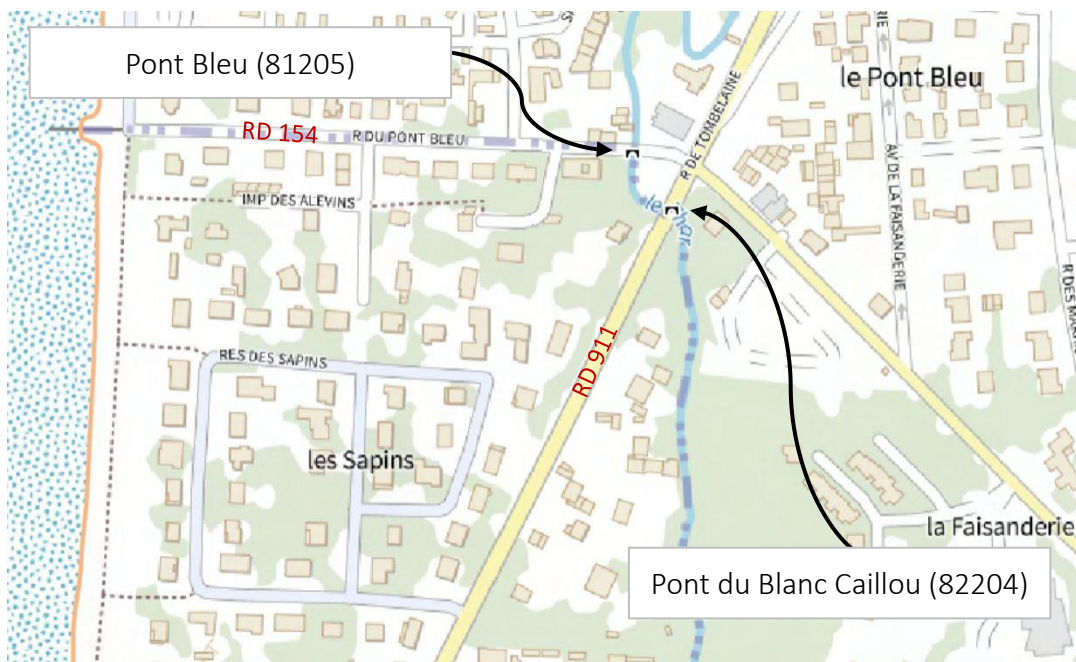 Pont Bleu (81205)
le Pont Bleu
RD 154
R DU PONT BLEU
R DE TOMBELAINE
AV DE LA FAISANDERIE
IMP DES ALEVINS
le
RD 911
RES DES SAPINS
les Sapins
la Faisanderie
Pont du Blanc Caillou (82204)